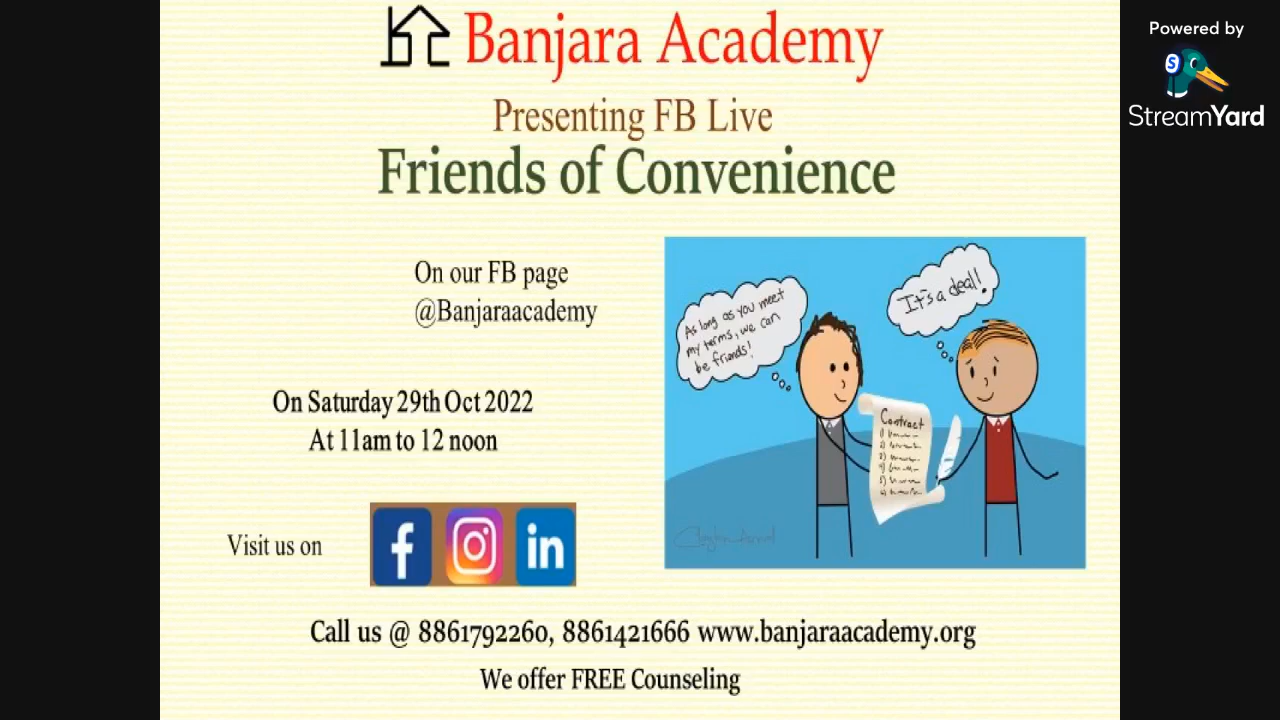 Banjara Academy
Presenting FB Live
Friends of Convenience
Powered by
StreamYard
On our FB page
@Banjaraacademy
On Saturday 29th Oct 2022
At 11am to 12 noon
As long as you meet
my terms, we can
be friends!
It's a deal!
Contract
Visit us on
Call us @ 8861792260, 8861421666 www.banjaraacademy.org
We offer FREE Counseling